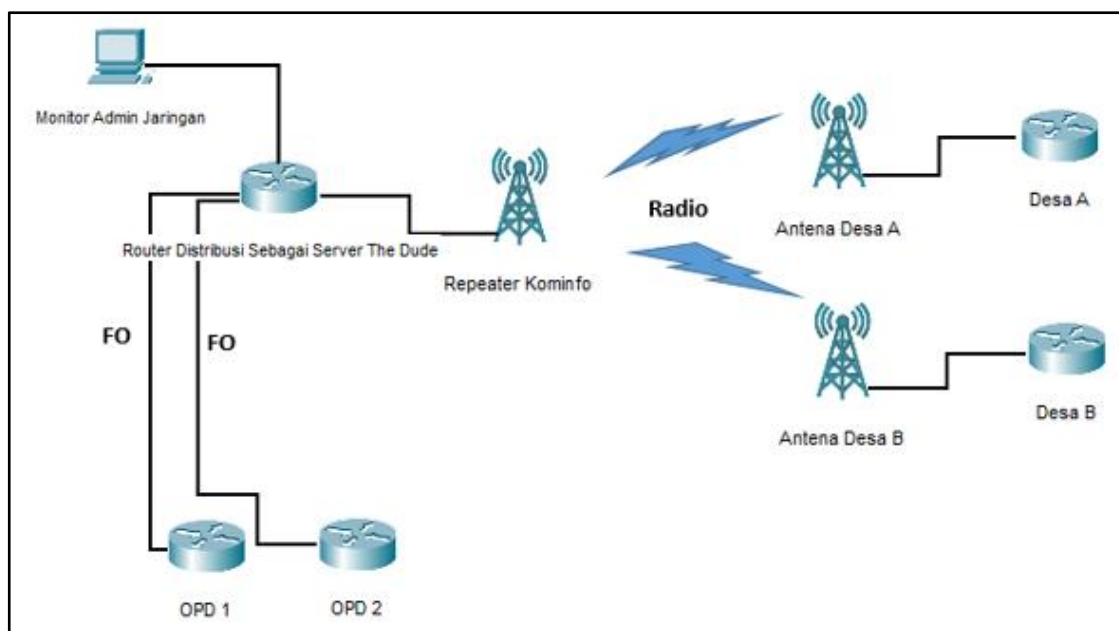 Monitor Admin Jaringan
Router Distribusi Sebagai Server The Dude
Repeater Kominfo
Radio
Antena Desa A
Desa A
Antena Desa B
Desa B
FO
FO
OPD 1
OPD 2